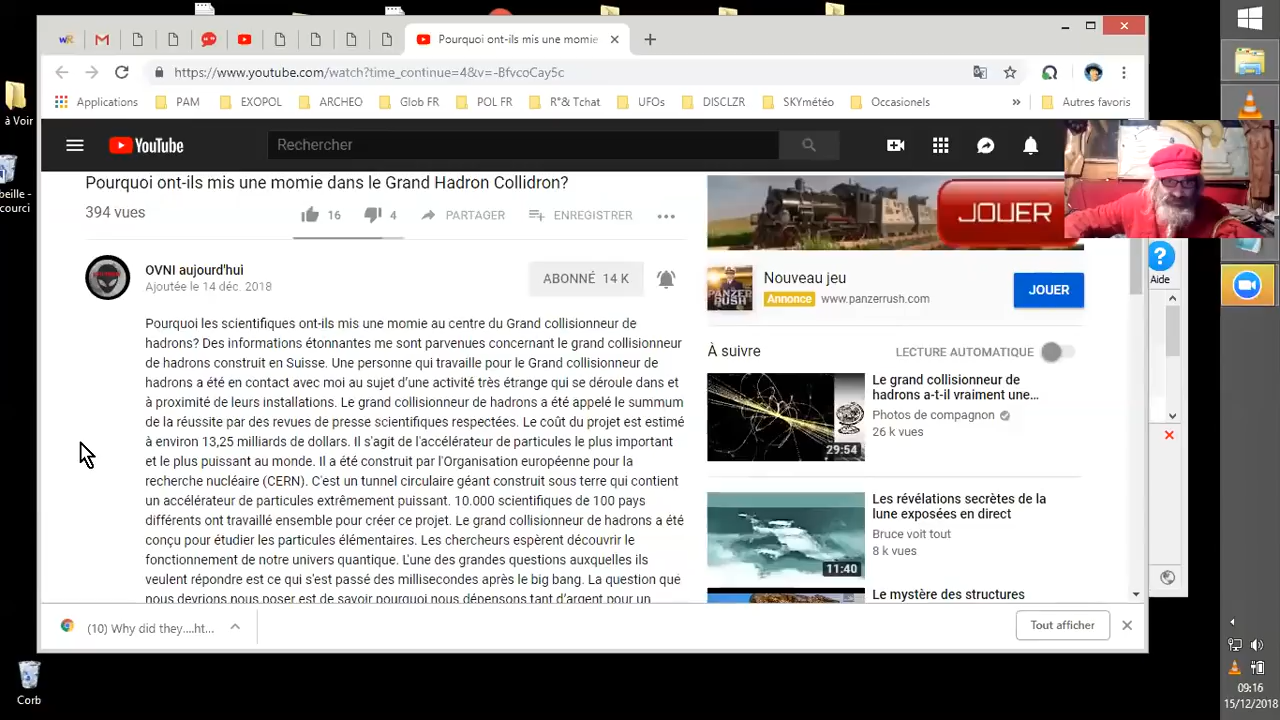 Pourquoi ont-ils mis une momie
https://www.youtube.com/watch?time_continue=4&v=-BfvcoCay5c
Applications PAM EXOPOL ARCHEO Glob FR POL FR R°& Tchat UFOs DISCLZR SKYmétéo Occasionels » Autres favoris
à Voir
YouTube
Rechercher
Pourquoi ont-ils mis une momie dans le Grand Hadron Collidron?
394 vues
16 4 PARTAGER ENREGISTRER
OVNI aujourd'hui
Ajoutée le 14 déc. 2018
ABONNÉ 14 K
Pourquoi les scientifiques ont-ils mis une momie au centre du Grand collisionneur de
hadrons? Des informations étonnantes me sont parvenues concernant le grand collisionneur
de hadrons construit en Suisse. Une personne qui travaille pour le Grand collisionneur de
hadrons a été en contact avec moi au sujet d'une activité très étrange qui se déroule dans et
à proximité de leurs installations. Le grand collisionneur de hadrons a été appelé le summum
de la réussite par des revues de presse scientifiques respectées. Le coût du projet est estimé
à environ 13,25 milliards de dollars. Il s'agit de l'accélérateur de particules le plus important
et le plus puissant au monde. Il a été construit par l'Organisation européenne pour la
recherche nucléaire (CERN). C'est un tunnel circulaire géant construit sous terre qui contient
un accélérateur de particules extrêmement puissant. 10.000 scientifiques de 100 pays
différents ont travaillé ensemble pour créer ce projet. Le grand collisionneur de hadrons a été
conçu pour étudier les particules élémentaires. Les chercheurs espèrent découvrir le
fonctionnement de notre univers quantique. L'une des grandes questions auxquelles ils
veulent répondre est ce qui s'est passé des millisecondes après le big bang. La question que
nous devrions nous poser est de savoir pourquoi nous dépensons tant d'argent pour un
JOUER
PANZER
RUSH
Nouveau jeu
Annonce www.panzerrush.com
JOUER
À suivre
LECTURE AUTOMATIQUE
Le grand collisionneur de
hadrons a-t-il vraiment une...
Photos de compagnon
26 k vues
29:54
Les révélations secrètes de la
lune exposées en direct
Bruce voit tout
8 k vues
11:40
Le mystère des structures
? Aide
(10) Why did they....ht...
Tout afficher
Corb
09:16
15/12/2018